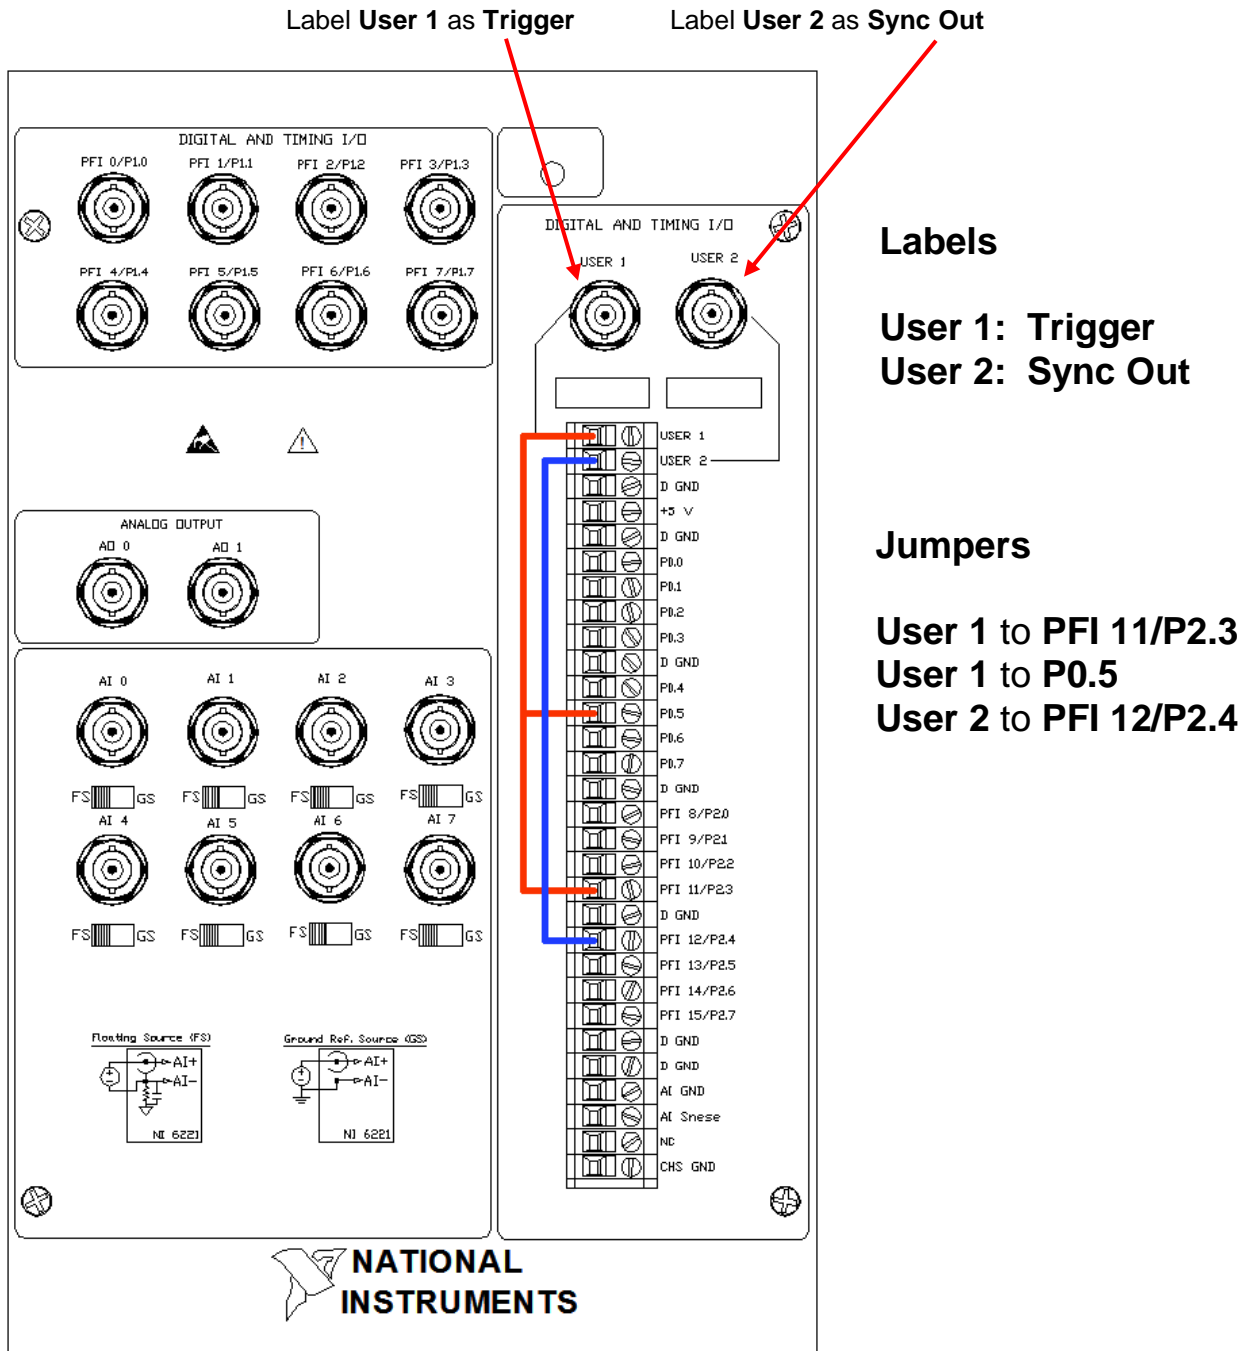 Label User 1 as Trigger
Label User 2 as Sync Out
DIGITAL AND TIMING I/O
PFI 0/P1.0
PFI 1/P1.1
PFI 2/P1.2
PFI 3/P1.3
PFI 4/P1.4
PFI 5/P1.5
PFI 6/P1.6
PFI 7/P1.7
ANALOG OUTPUT
AO 0
AO 1
AI 0
AI 1
AI 2
AI 3
FS GS
FS GS
FS GS
FS GS
AI 4
AI 5
AI 6
AI 7
FS GS
FS GS
FS GS
FS GS
Floating Source (FS)
AI+
AI-
NI 6221
Ground Ref. Source (GS)
AI+
AI-
NI 6221
DIGITAL AND TIMING I/O
USER 1
USER 2
USER 1
USER 2
D GND
+5 V
D GND
P0.0
P0.1
P0.2
P0.3
D GND
P0.4
P0.5
P0.6
P0.7
D GND
PFI 8/P2.0
PFI 9/P2.1
PFI 10/P2.2
PFI 11/P2.3
D GND
PFI 12/P2.4
PFI 13/P2.5
PFI 14/P2.6
PFI 15/P2.7
D GND
D GND
AI GND
AI Snese
NC
CHS GND
NATIONAL
INSTRUMENTS
Labels
User 1: Trigger
User 2: Sync Out
Jumpers
User 1 to PFI 11/P2.3
User 1 to P0.5
User 2 to PFI 12/P2.4